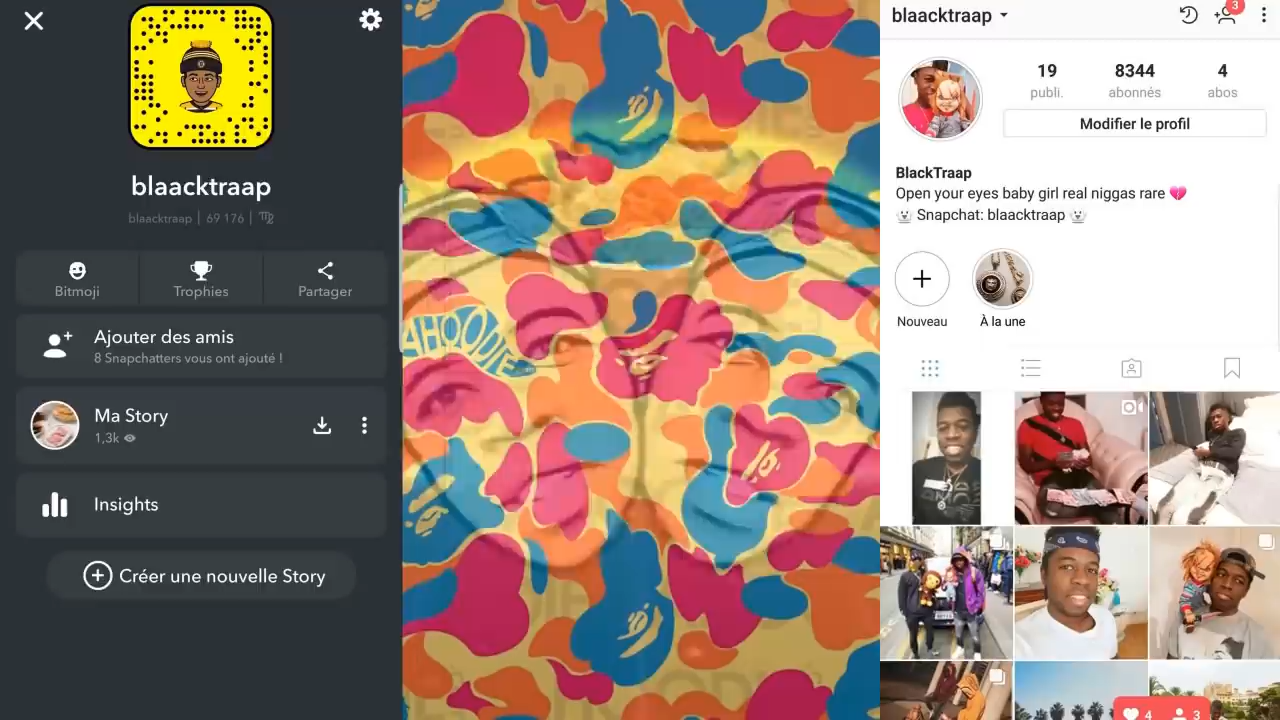 blaacktraap
blaacktraap | 69 176 |
Bitmoji
Trophies
Partager
Ajouter des amis
8 Snapchatters vous ont ajouté !
Ma Story
1,3k
Insights
Créer une nouvelle Story
AHOODIE
blaacktraap
3
19
8344
4
publi.
abonnés
abos
Modifier le profil
BlackTraap
Open your eyes baby girl real niggas rare 💔
Snapchat: blaacktraap
Nouveau
À la une
4
3